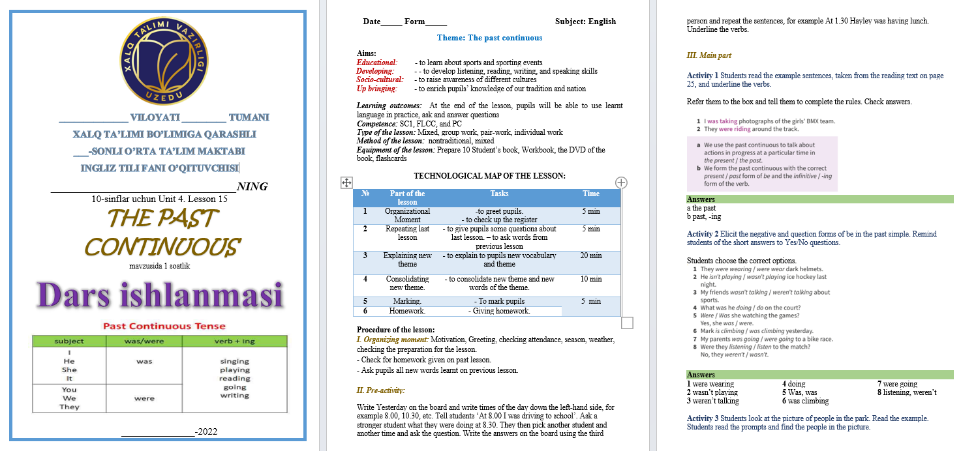 XALQ TA'LIMI VAZIRLIGI
UZEDU
_____________ VILOYATI _________ TUMANI
XALQ TA'LIMI BO'LIMIGA QARASHLI
___-SONLI O'RTA TA'LIM MAKTABI
INGLIZ TILI FANI O'QITUVCHISI
_________________________________NING
10-sinflar uchun Unit 4. Lesson 15
THE PAST
CONTINUOUS
mavzusida 1 soatlik
Dars ishlanmasi
Past Continuous Tense
subject was/were verb + ing
I
He
She
It
was
You
We
They
were
singing
playing
reading
going
writing
_______________-2022
Date_____ Form_____ Subject: English
Theme: The past continuous
Aims:
Educational: - to learn about sports and sporting events
Developing: - - to develop listening, reading, writing, and speaking skills
Socio-cultural: - to raise awareness of different cultures
Up bringing: - to enrich pupils' knowledge of our tradition and nation
Learning outcomes: At the end of the lesson, pupils will be able to use learnt
language in practice, ask and answer questions
Competence: SC1, FLCC, and PC
Type of the lesson: Mixed, group work, pair-work, individual work
Method of the lesson: nontraditional, mixed
Equipment of the lesson: Prepare 10 Student's book, Workbook, the DVD of the
book, flashcards
TECHNOLOGICAL MAP OF THE LESSON:
№ Part of the lesson Tasks Time
1 Organizational Moment -to greet pupils. - to check up the register 5 min
2 Repeating last lesson - to give pupils some questions about last lesson. – to ask words from previous lesson 5 min
3 Explaining new theme - to explain to pupils new vocabulary and theme 20 min
4 Consolidating new theme. - to consolidate new theme and new words of the theme. 10 min
5 Marking. - To mark pupils 5 min
6 Homework. - Giving homework.
Procedure of the lesson:
I. Organizing moment: Motivation, Greeting, checking attendance, season, weather,
checking the preparation for the lesson.
- Check for homework given on past lesson.
- Ask pupils all new words learnt on previous lesson.
II. Pre-activity:
Write Yesterday on the board and write times of the day down the left-hand side, for
example 8.00, 10.30, etc. Tell students 'At 8.00 I was driving to school'. Ask a
stronger student what they were doing at 8.30. They then pick another student and
another time and ask the question. Write the answers on the board using the third
person and repeat the sentences, for example At 1.30 Havley was having lunch.
Underline the verbs.
III. Main part
Activity 1 Students read the example sentences, taken from the reading text on page
25, and underline the verbs.
Refer them to the box and tell them to complete the rules. Check answers.
1 I was taking photographs of the girls' BMX team.
2 They were riding around the track.
a We use the past continuous to talk about
actions in progress at a particular time in
the present / the past.
b We form the past continuous with the correct
present / past form of be and the infinitive / -ing
form of the verb.
Answers
a the past
b past, -ing
Activity 2 Elicit the negative and question forms of be in the past simple. Remind
students of the short answers to Yes/No questions.
Students choose the correct options.
1 They were wearing / were wear dark helmets.
2 He isn't playing / wasn't playing ice hockey last
night.
3 My friends wasn't talking / weren't talking about
sports.
4 What was he doing / do on the court?
5 Were / Was she watching the games?
Yes, she was / were.
6 Mark is climbing / was climbing yesterday.
7 My parents was going / were going to a bike race.
8 Were they listening / listen to the match?
No, they weren't / wasn't.
Answers
1 were wearing 4 doing 7 were going
2 wasn't playing 5 Was, was 8 listening, weren't
3 weren't talking 6 was climbing
Activity 3 Students look at the picture of people in the park. Read the example.
Students read the prompts and find the people in the picture.